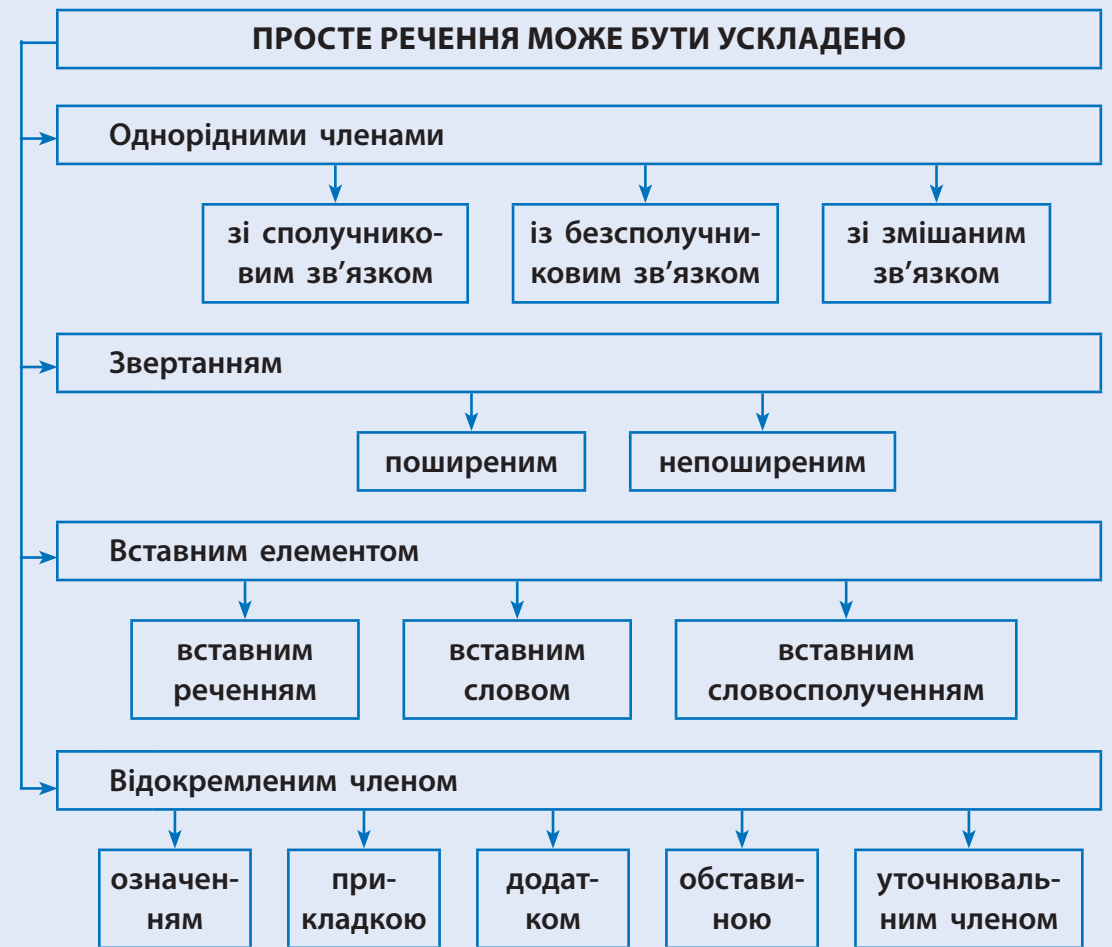 ПРОСТЕ РЕЧЕННЯ МОЖЕ БУТИ УСКЛАДЕНО
Однорідними членами
зі сполучнико-
вим зв’язком
із безсполучни-
ковим зв’язком
зі змішаним
зв’язком
Звертанням
поширеним
непоширеним
Вставним елементом
вставним
реченням
вставним
словом
вставним
словосполученням
Відокремленим членом
означен-
ням
при-
кладкою
додат-
ком
обстави-
ною
уточнюваль-
ним членом